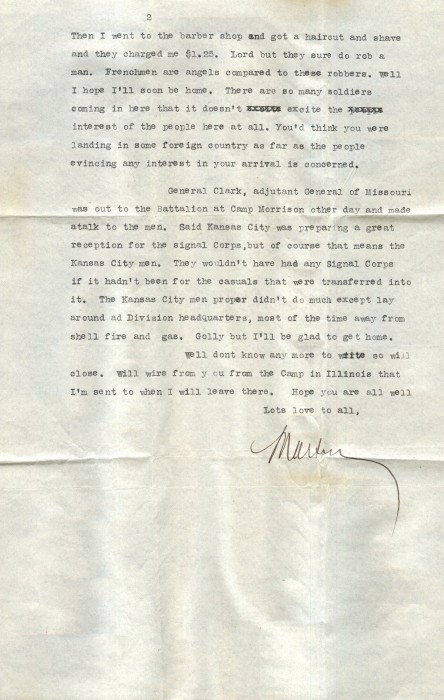 2
Then I went to the barber shop and got a haircut and shave
and they charged me $1.25. Lord but they sure do rob a
man. Frenchmen are angels compared to these robbers. Well
I hope I'll soon be home. There are so many soldiers
coming in here that it doesn't excite the
interest of the people here at all. You'd think you were
landing in some foreign country as far as the people
evincing any interest in your arrival is concerned.
General Clark, adjutant General of Missouri
was out to the Battalion at Camp Morrison other day and made
atalk to the men. Said Kansas City was preparing a great
reception for the signal Corps,but of course that means the
Kansas City men. They wouldn't have had any Signal Corps
if it hadn't been for the casuals that were transferred into
it. The Kansas City men proper didn't do much except lay
around ad Division headquarters, most of the time away from
shell fire and gas. Golly but I'll be glad to get home.
Well dont know any more to write so will
close. Will wire from y ou from the Camp in Illinois that
I'm sent to when I will leave there. Hope you are all well
Lots love to all,